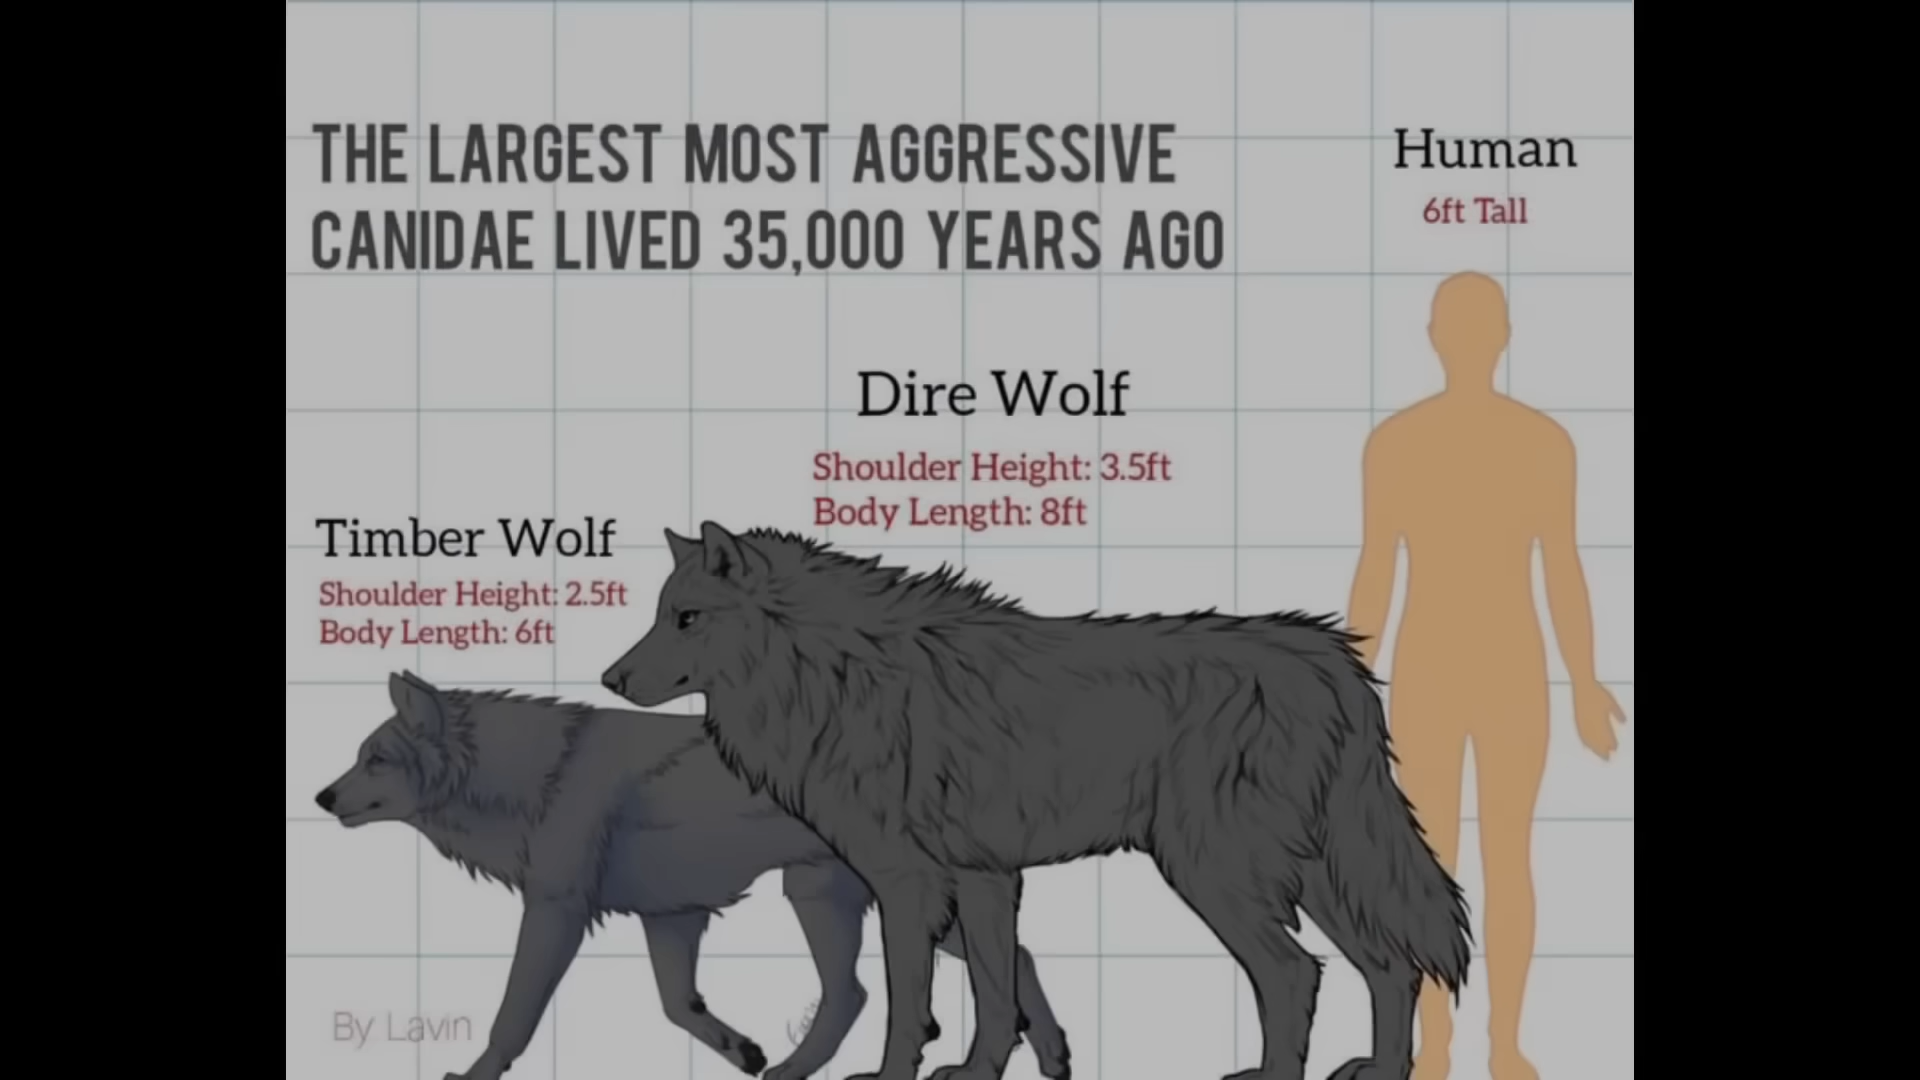 THE LARGEST MOST AGGRESSIVE
CANIDAE LIVED 35,000 YEARS AGO
Human
6ft Tall
Dire Wolf
Shoulder Height: 3.5ft
Body Length: 8ft
Timber Wolf
Shoulder Height: 2.5ft
Body Length: 6ft
By Lavin